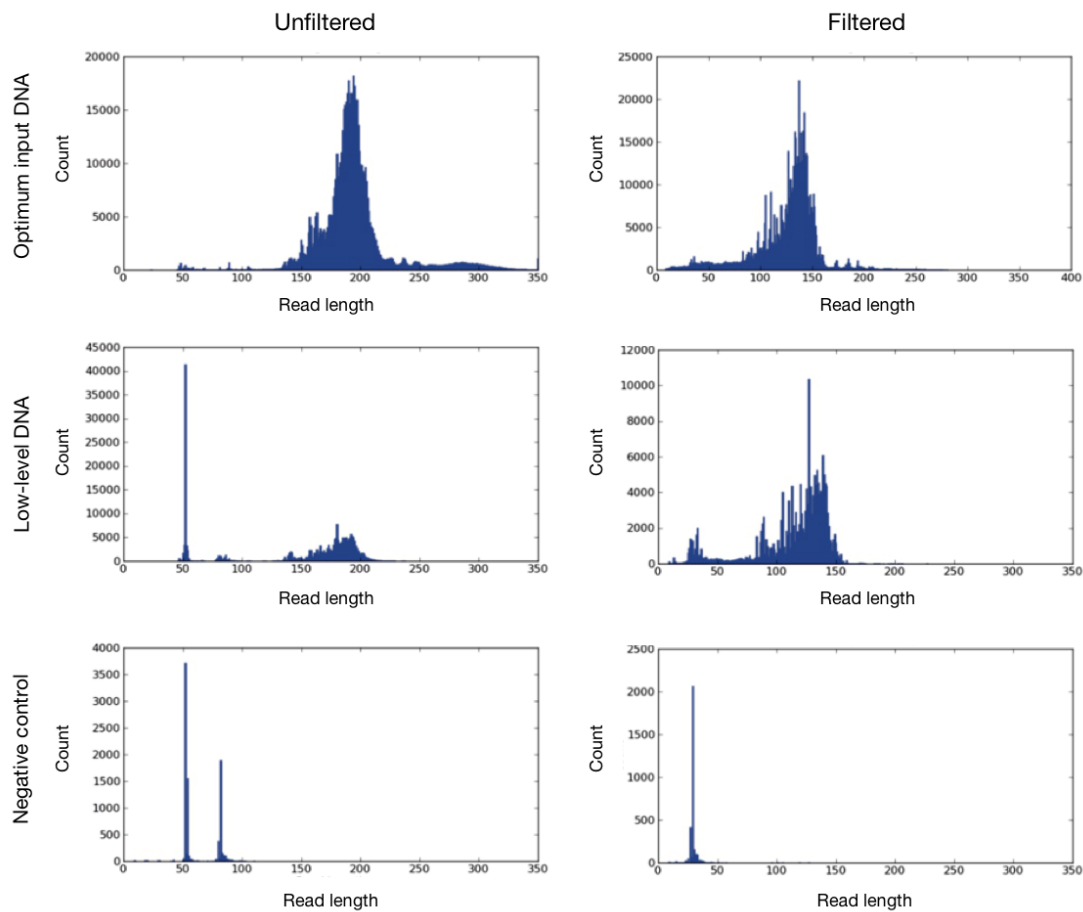 Unfiltered
Filtered
Optimum input DNA
Count
20000
15000
10000
5000
0
0 50 100 150 200 250 300 350
Read length
Count
25000
20000
15000
10000
5000
0
0 50 100 150 200 250 300 350 400
Read length
Low-level DNA
Count
45000
40000
35000
30000
25000
20000
15000
10000
5000
0
0 50 100 150 200 250 300 350
Read length
Count
12000
10000
8000
6000
4000
2000
0
0 50 100 150 200 250 300 350
Read length
Negative control
Count
4000
3500
3000
2500
2000
1500
1000
500
0
0 50 100 150 200 250 300 350
Read length
Count
2500
2000
1500
1000
500
0
0 50 100 150 200 250 300 350
Read length